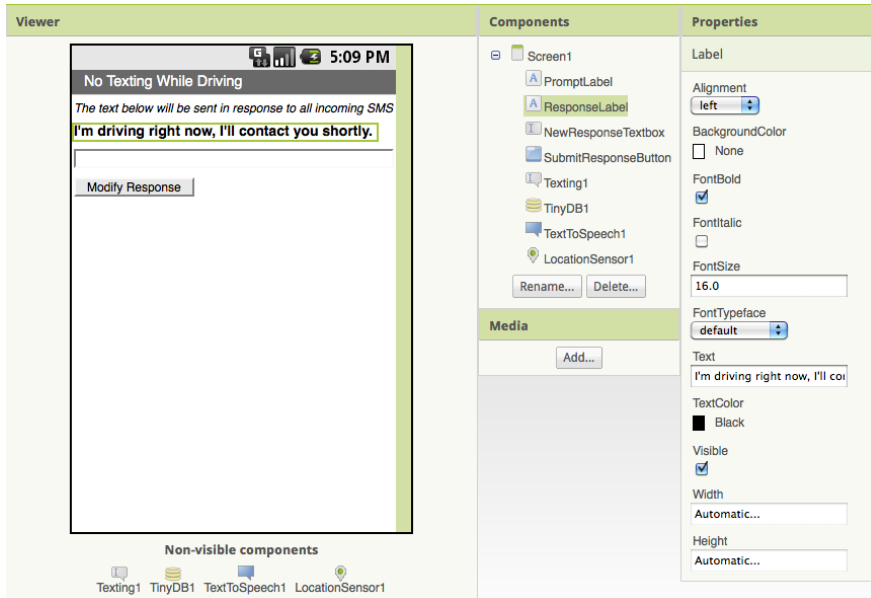 Viewer
5:09 PM
No Texting While Driving
The text below will be sent in response to all incoming SMS
I'm driving right now, I'll contact you shortly.
Modify Response
Non-visible components
Texting1 TinyDB1 TextToSpeech1 LocationSensor1
Components
Screen1
A PromptLabel
A ResponseLabel
NewResponseTextbox
SubmitResponseButton
Texting1
TinyDB1
TextToSpeech1
LocationSensor1
Rename... Delete...
Media
Add...
Properties
Label
Alignment
left
BackgroundColor
None
FontBold
FontItalic
FontSize
16.0
FontTypeface
default
Text
I'm driving right now, I'll co
TextColor
Black
Visible
Width
Automatic...
Height
Automatic...